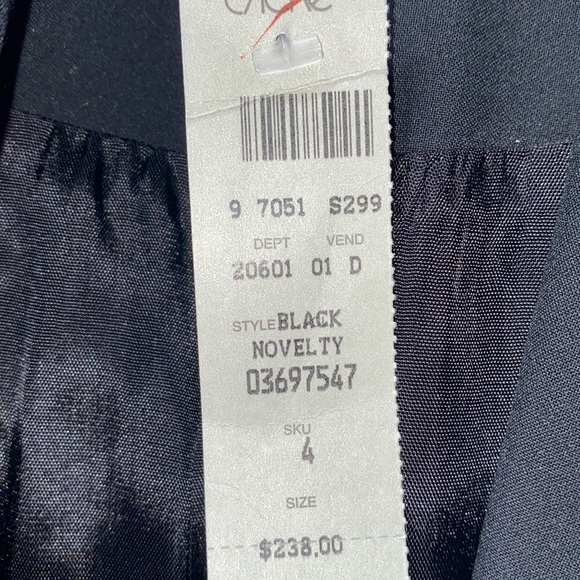 9 7051 S299
DEPT VEND
20601 01 D
STYLE BLACK
NOVELTY
03697547
SKU
4
SIZE
$238.00